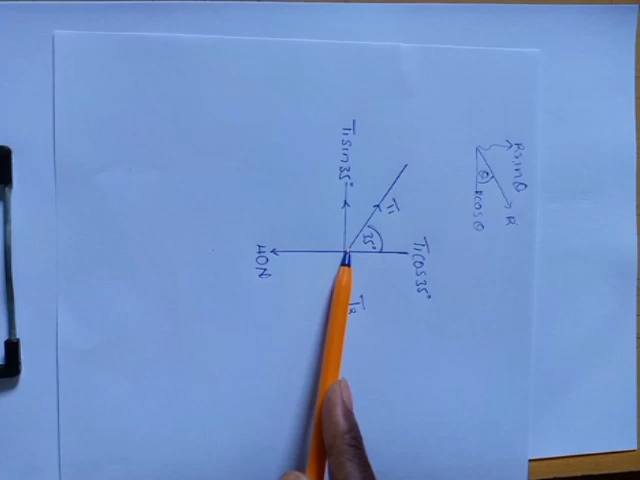 Rsinθ
θ
Rcosθ
R
T₁cos35°
T₁
35°
T₁sin35°
T₂
40N